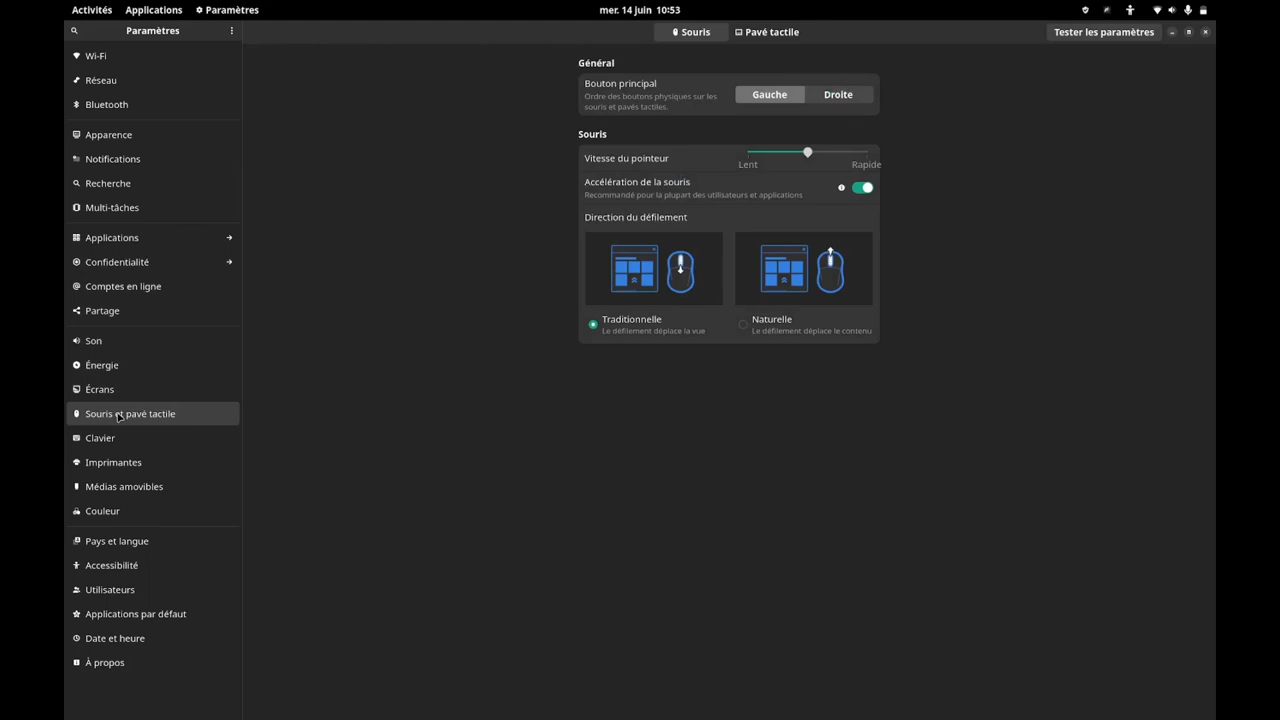 Activités Applications Paramètres mer. 14 juin 10:53
Paramètres
Souris Pavé tactile Tester les paramètres
Wi-Fi
Réseau
Bluetooth
Apparence
Notifications
Recherche
Multi-tâches
Applications
Confidentialité
Comptes en ligne
Partage
Son
Énergie
Écrans
Souris et pavé tactile
Clavier
Imprimantes
Médias amovibles
Couleur
Pays et langue
Accessibilité
Utilisateurs
Applications par défaut
Date et heure
À propos
Général
Bouton principal
Ordre des boutons physiques sur les
souris et pavés tactiles.
Gauche Droite
Souris
Vitesse du pointeur
Lent Rapide
Accélération de la souris
Recommandé pour la plupart des utilisateurs et applications
Direction du défilement
Traditionnelle
Le défilement déplace la vue
Naturelle
Le défilement déplace le contenu